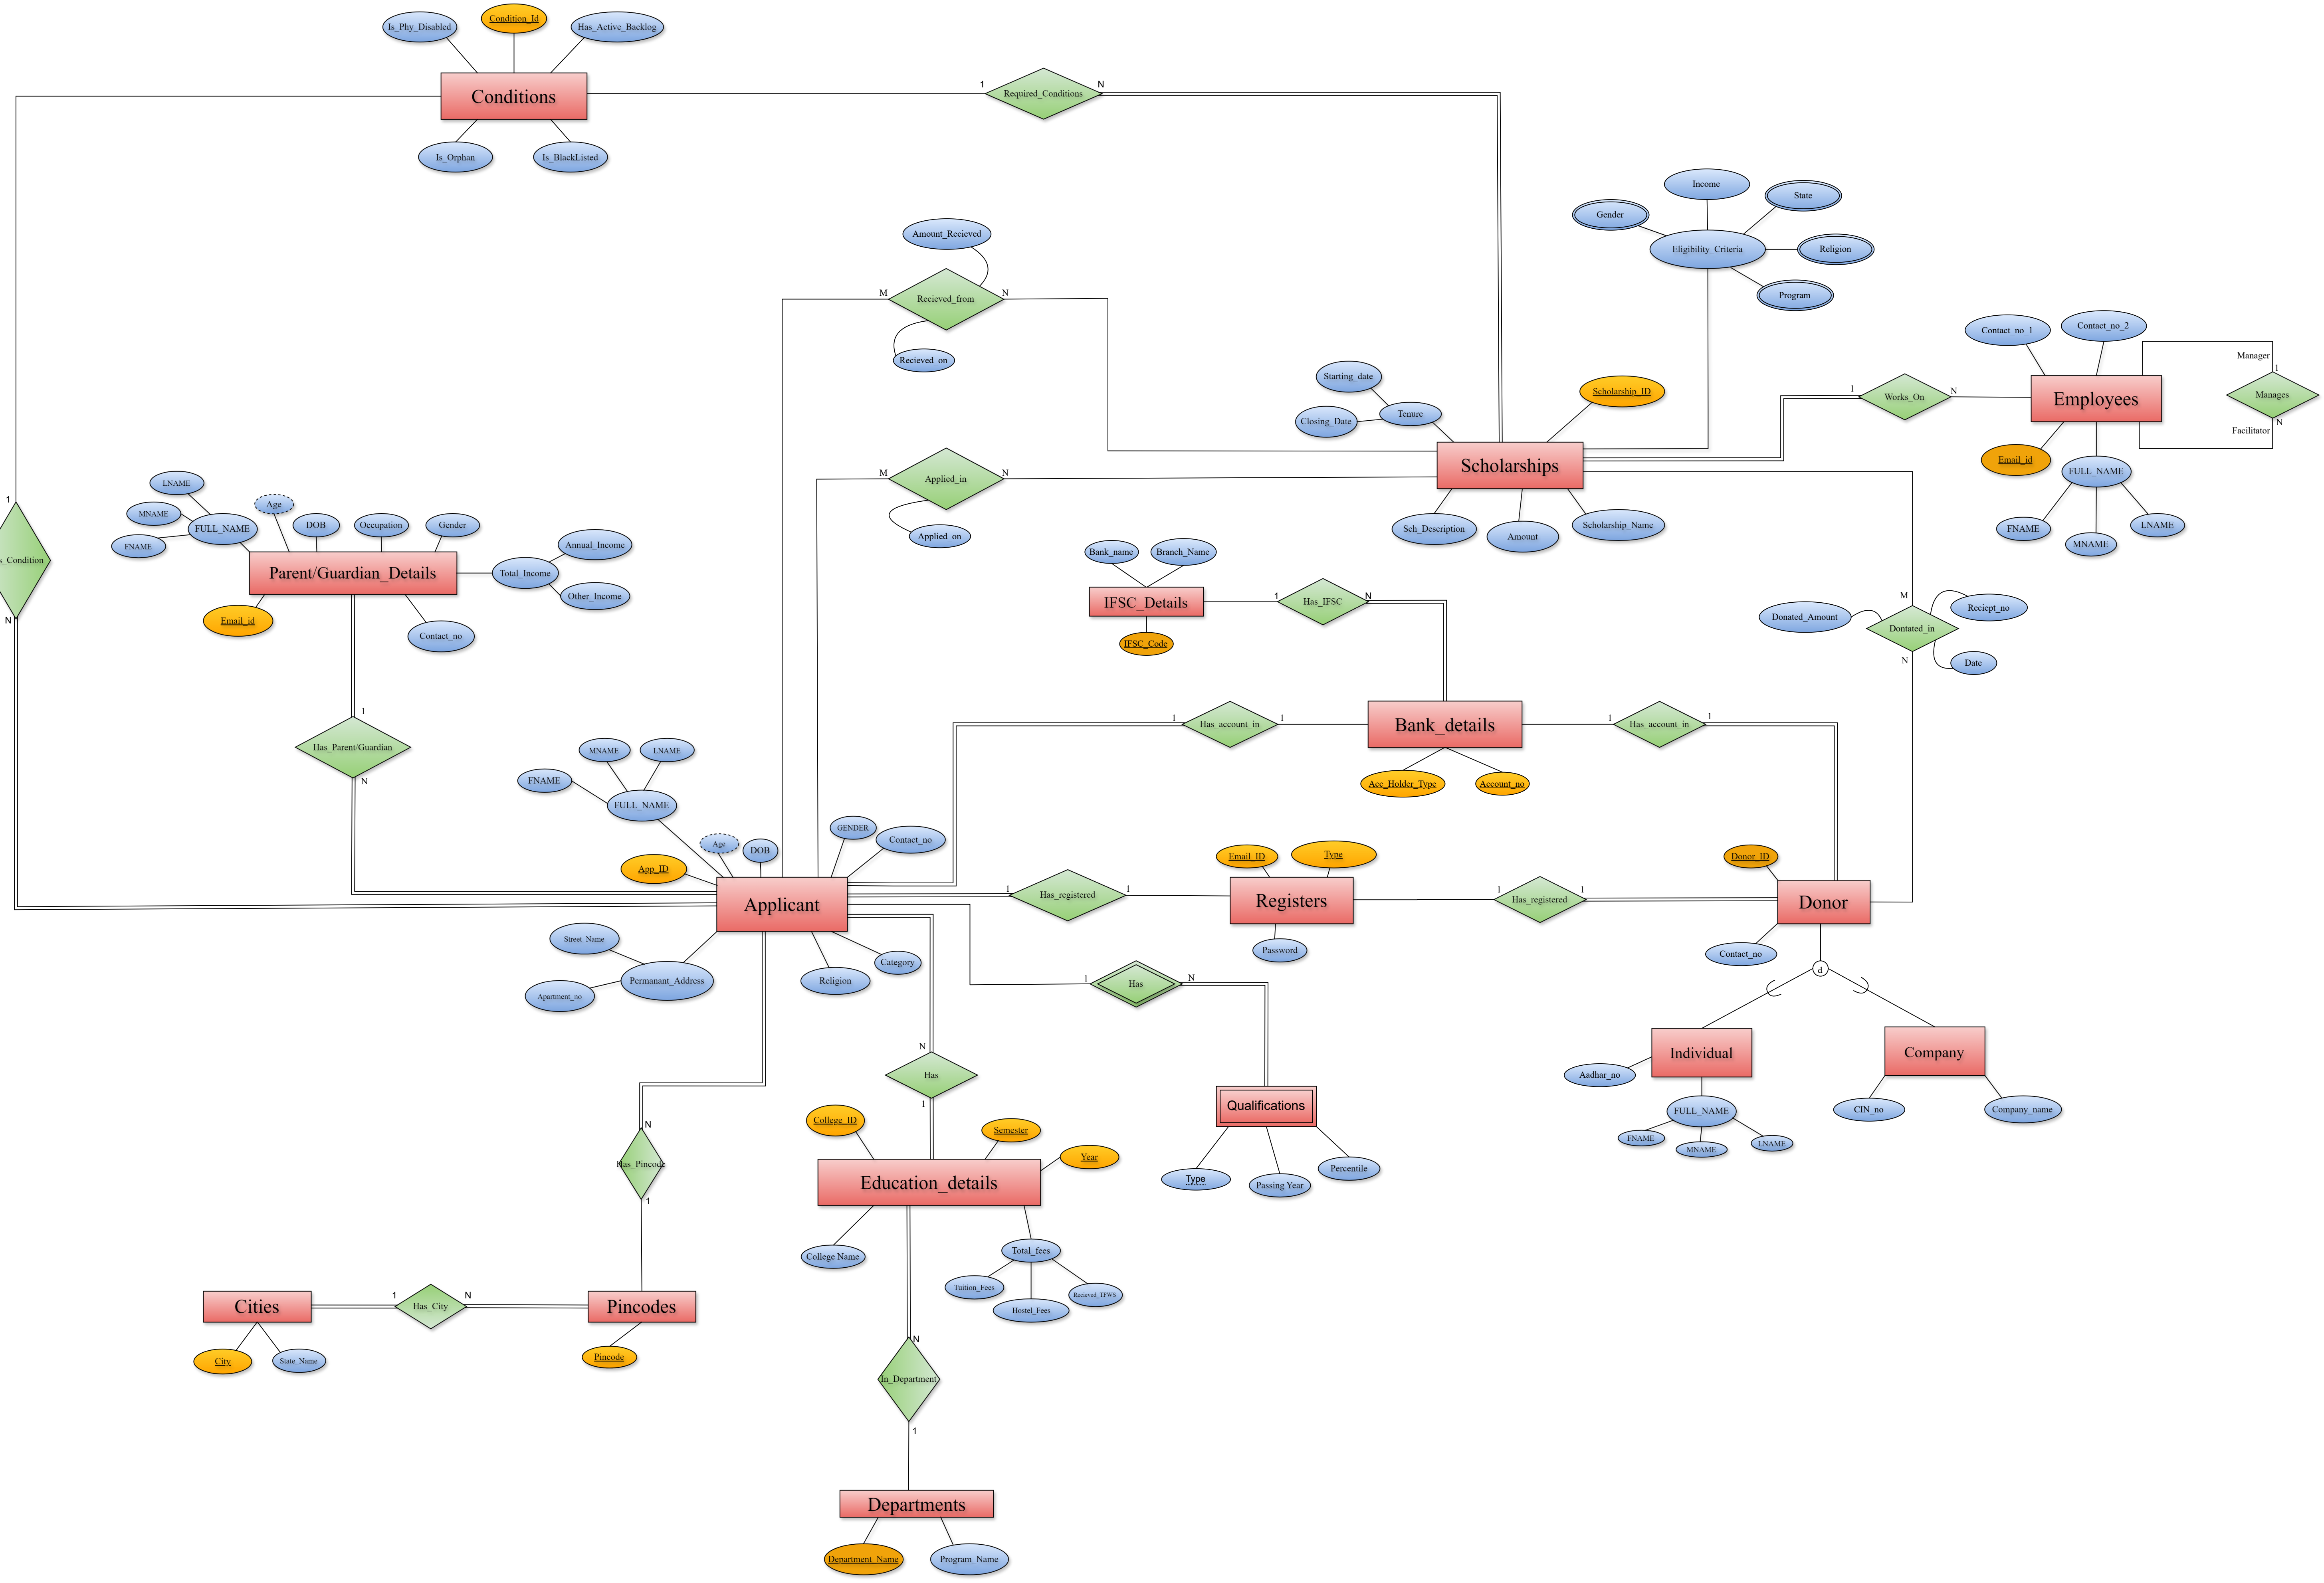 Condition_Id
Is_Phy_Disabled
Has_Active_Backlog
Conditions
1
Required_Conditions
N
Is_Orphan
Is_BlackListed
Income
State
Gender
Eligibility_Criteria
Religion
Program
Amount_Recieved
M
Recieved_from
N
Recieved_on
Contact_no_1
Contact_no_2
Manager
1
Manages
N
Facilitator
Starting_date
Scholarship_ID
Closing_Date
Tenure
1
Works_On
N
Employees
Email_id
FULL_NAME
FNAME
MNAME
LNAME
Scholarships
M
Applied_in
N
Applied_on
Sch_Description
Amount
Scholarship_Name
1
s_Condition
N
LNAME
MNAME
FNAME
FULL_NAME
Age
DOB
Occupation
Gender
Parent/Guardian_Details
Annual_Income
Total_Income
Other_Income
Email_id
Contact_no
Bank_name
Branch_Name
IFSC_Details
1
Has_IFSC
N
IFSC_Code
M
Donated_Amount
Reciept_no
Dontated_in
N
Date
1
Has_Parent/Guardian
N
1
Has_account_in
1
Bank_details
1
Has_account_in
1
Acc_Holder_Type
Account_no
MNAME
LNAME
FNAME
FULL_NAME
Age
DOB
GENDER
Contact_no
App_ID
Applicant
1
Has_registered
1
Email_ID
Type
Registers
Password
1
Has_registered
1
Donor_ID
Donor
Contact_no
d
Street_Name
Apartment_no
Permanant_Address
Religion
Category
1
Has
N
Qualifications
Type
Passing Year
Percentile
Individual
Company
Aadhar_no
FULL_NAME
FNAME
MNAME
LNAME
CIN_no
Company_name
N
Has
1
College_ID
Semester
Year
Education_details
College Name
Total_fees
Tuition_Fees
Hostel_Fees
Recieved_TFWS
N
Has_Pincode
1
Cities
1
Has_City
N
Pincodes
City
State_Name
Pincode
N
In_Department
1
Departments
Department_Name
Program_Name